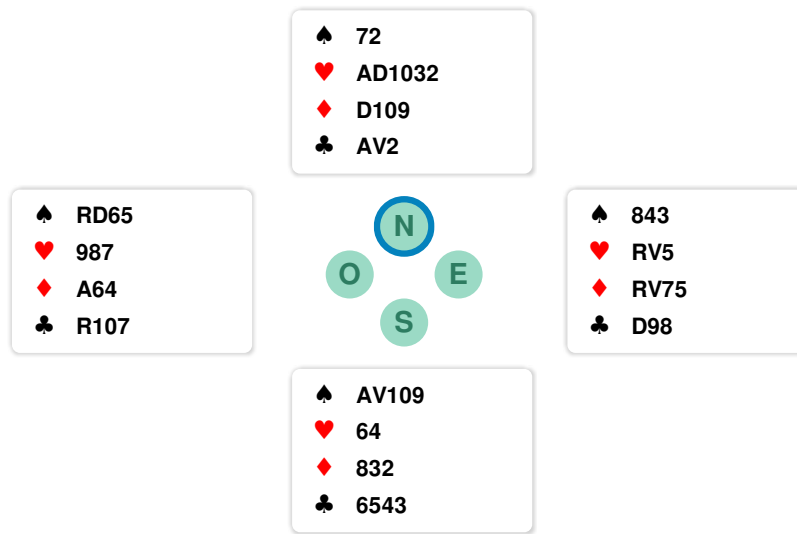 ♠ 72
♥ AD1032
♦ D109
♣ AV2
♠ RD65
♥ 987
♦ A64
♣ R107
N
O E
S
♠ 843
♥ RV5
♦ RV75
♣ D98
♠ AV109
♥ 64
♦ 832
♣ 6543